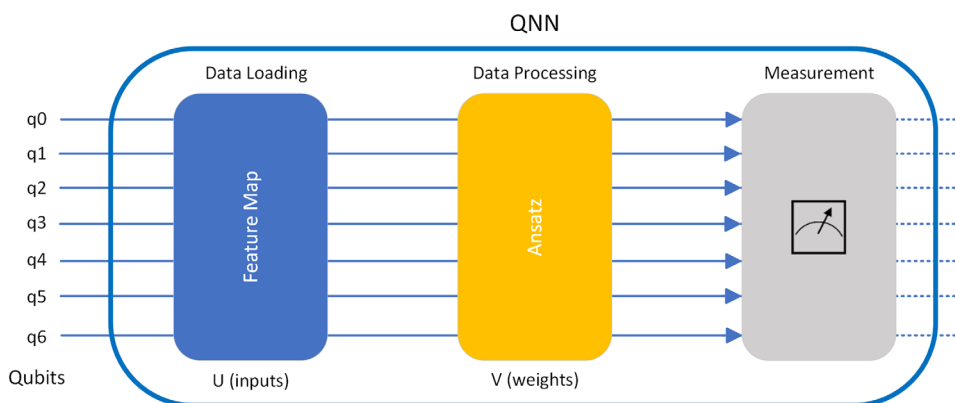 QNN
Data Loading
Data Processing
Measurement
q0
q1
q2
q3
q4
q5
q6
Feature Map
Ansatz
Qubits
U (inputs)
V (weights)